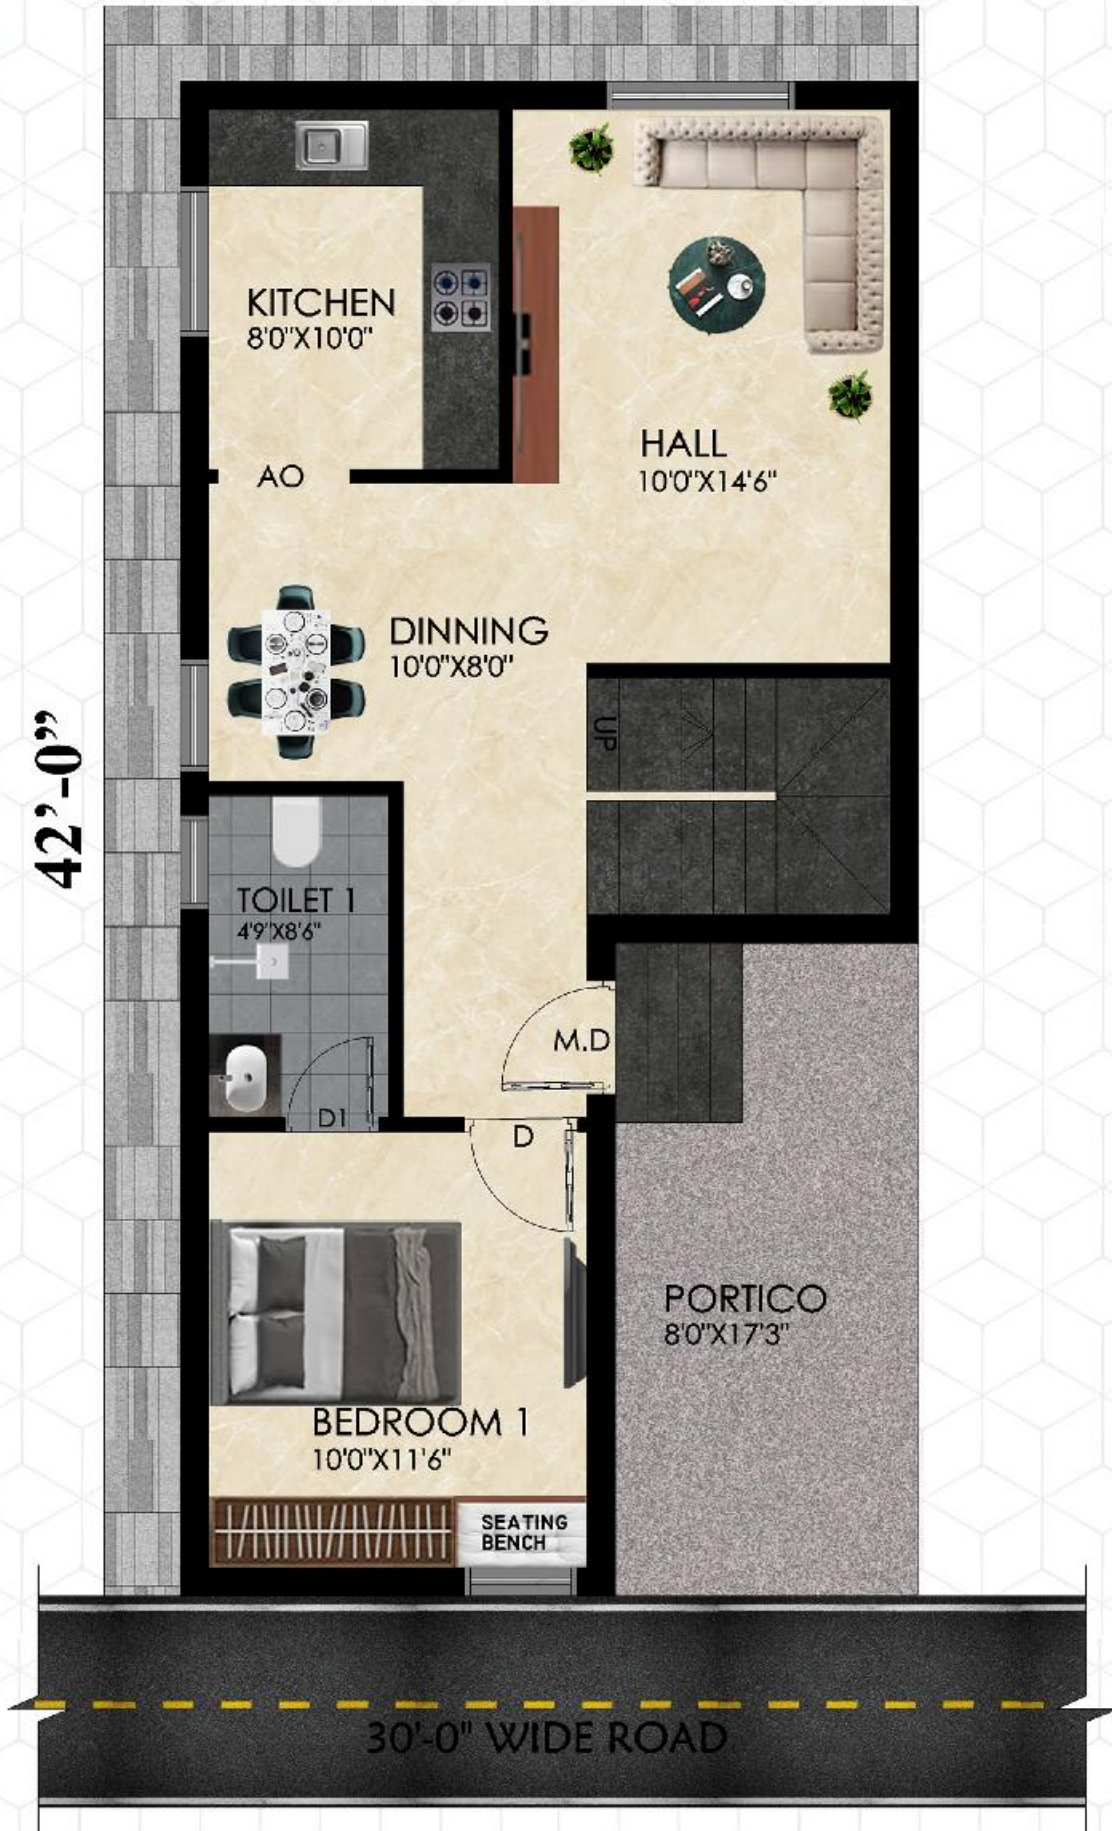 KITCHEN
8'0"X10'0"
HALL
10'0"X14'6"
AO
DINNING
10'0"X8'0"
UP
42'-0"
TOILET 1
4'9"X8'6"
M.D
D1
D
PORTICO
8'0"X17'3"
BEDROOM 1
10'0"X11'6"
SEATING
BENCH
30'-0" WIDE ROAD